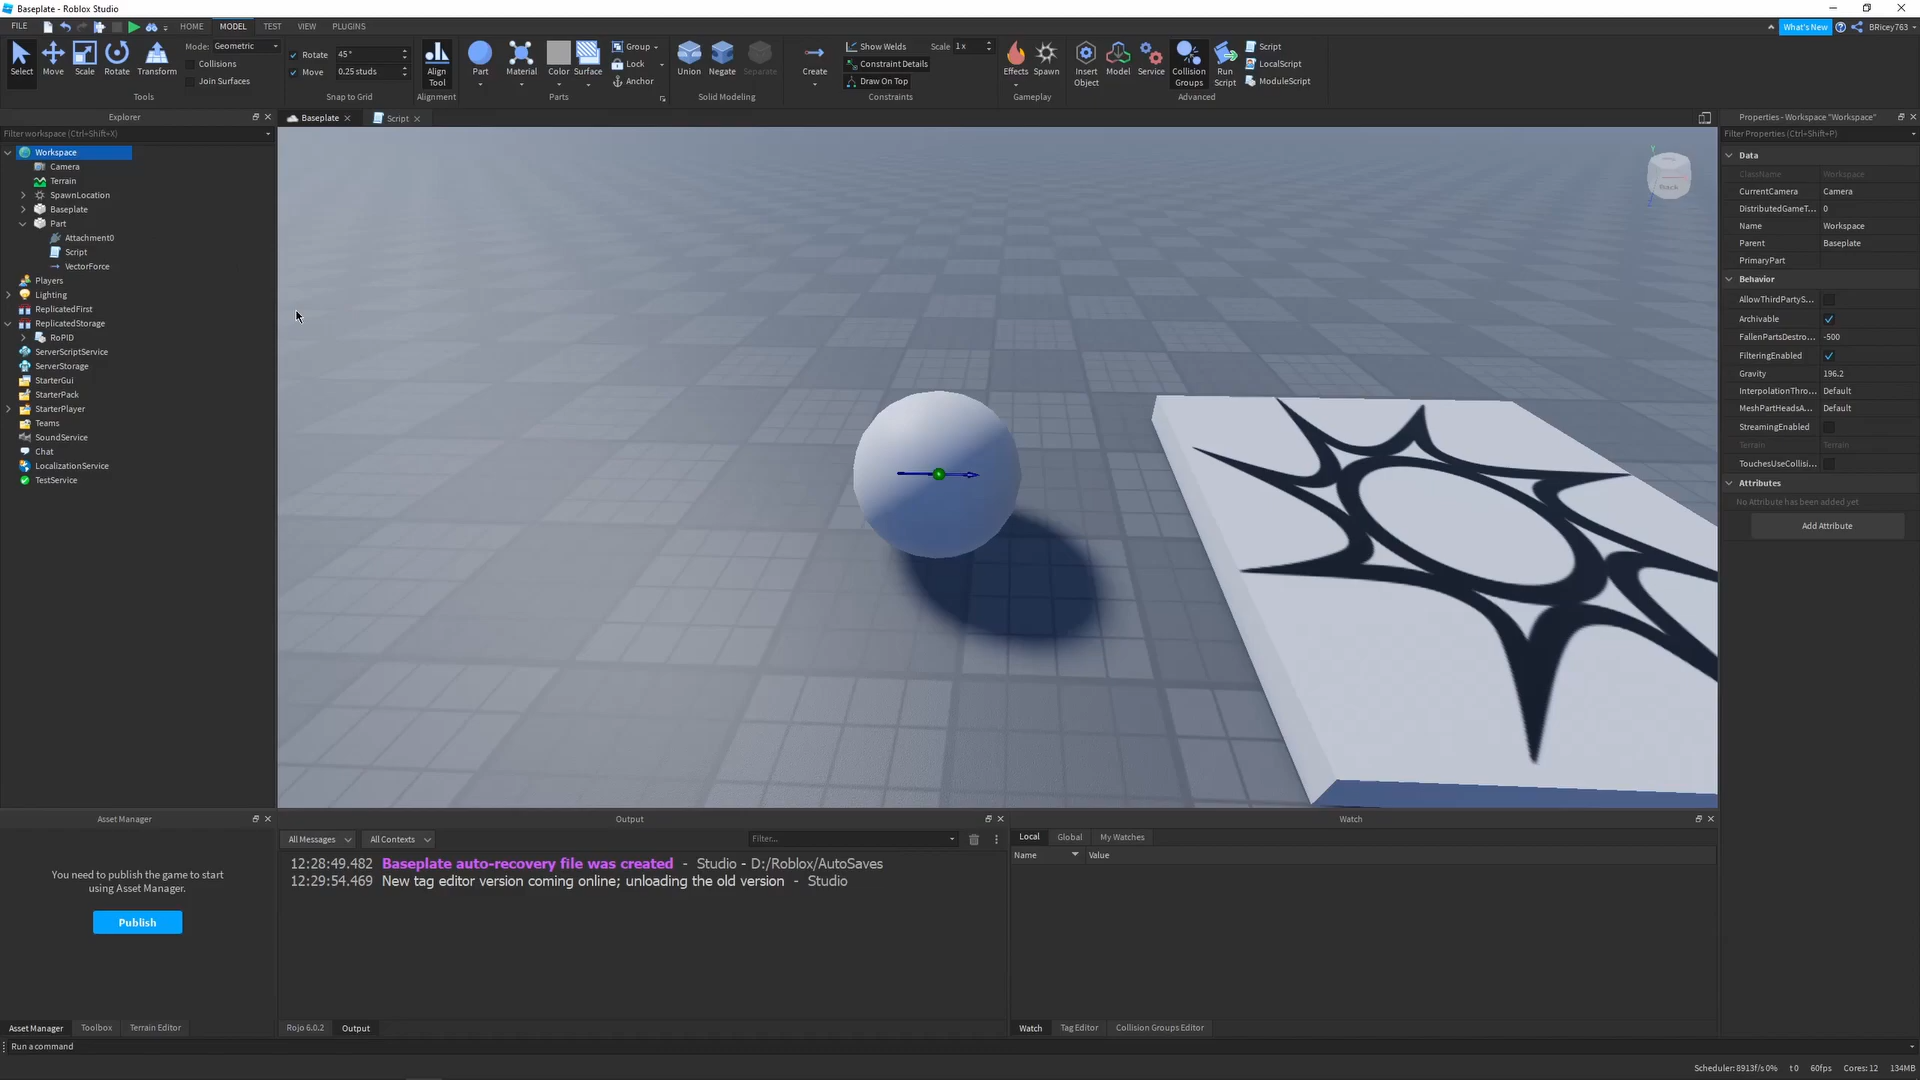 Baseplate - Roblox Studio
FILE HOME MODEL TEST VIEW PLUGINS What's New BRicey763
Select Move Scale Rotate Transform
Mode: Geometric
Collisions
Join Surfaces
Tools
Rotate 45°
Move 0.25 studs
Snap to Grid
Align Tool
Alignment
Part Material Color Surface
Group
Lock
Anchor
Parts
Union Negate Separate
Solid Modeling
Create
Show Welds Scale 1 x
Constraint Details
Draw On Top
Constraints
Effects Spawn
Gameplay
Insert Object Model Service Collision Groups Run Script
Script
LocalScript
ModuleScript
Advanced
Explorer
Filter workspace (Ctrl+Shift+X)
Workspace
Camera
Terrain
SpawnLocation
Baseplate
Part
Attachment0
Script
VectorForce
Players
Lighting
ReplicatedFirst
ReplicatedStorage
RoPID
ServerScriptService
ServerStorage
StarterGui
StarterPack
StarterPlayer
Teams
SoundService
Chat
LocalizationService
TestService
Baseplate Script
Back
Y
Properties - Workspace "Workspace"
Filter Properties (Ctrl+Shift+P)
Data
ClassName Workspace
CurrentCamera Camera
DistributedGameT... 0
Name Workspace
Parent Baseplate
PrimaryPart
Behavior
AllowThirdPartyS...
Archivable
FallenPartsDestro... -500
FilteringEnabled
Gravity 196.2
InterpolationThro... Default
MeshPartHeadsA... Default
StreamingEnabled
Terrain Terrain
TouchesUseCollisi...
Attributes
No Attribute has been added yet
Add Attribute
Asset Manager
You need to publish the game to start
using Asset Manager.
Publish
Asset Manager Toolbox Terrain Editor
Output
All Messages All Contexts Filter...
12:28:49.482 Baseplate auto-recovery file was created - Studio - D:/Roblox/AutoSaves
12:29:54.469 New tag editor version coming online; unloading the old version - Studio
Rojo 6.0.2 Output
Watch
Local Global My Watches
Name Value
Watch Tag Editor Collision Groups Editor
Run a command
Scheduler: 8913f/s 0% t 0 60fps Cores: 12 134MB